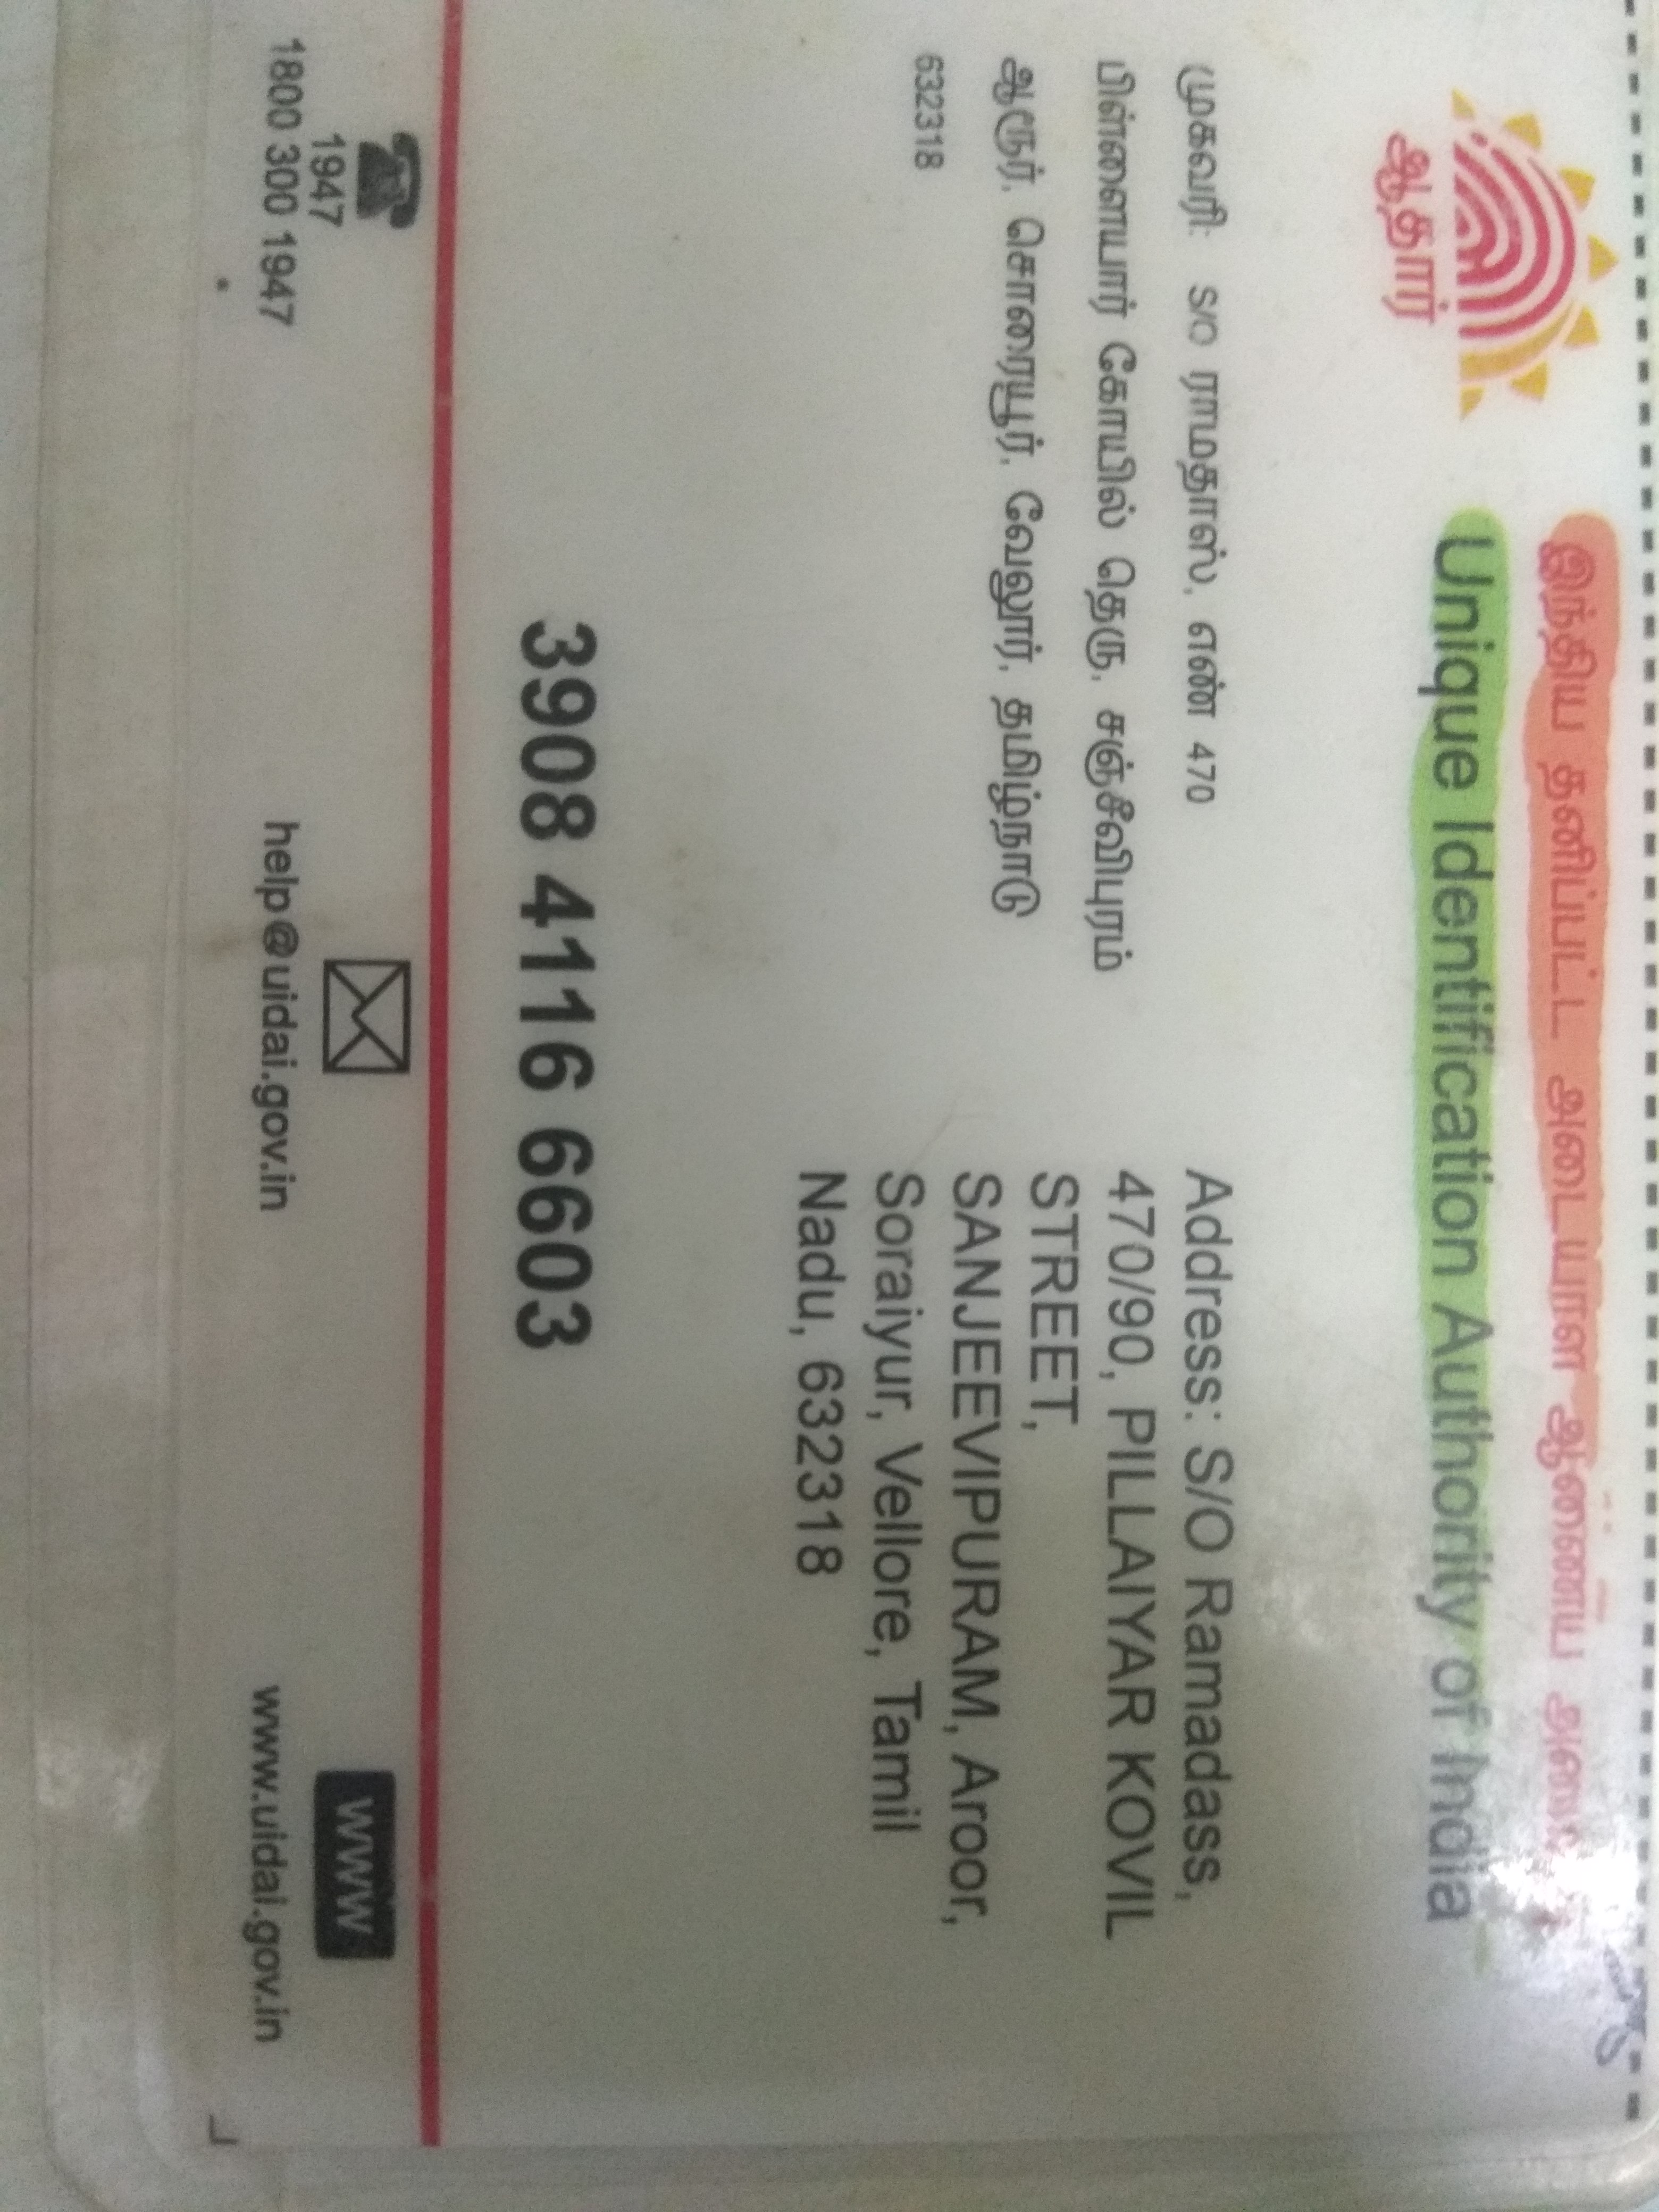 இந்திய தனிப்பட்ட அடையாள ஆணைய அமை
Unique Identification Authority of India
ஆதார்
முகவரி: S/O ராமதாஸ், எண் 470
பிள்ளையார் கோயில் தெரு, சஞ்சீவிபுரம்
ஆரூர், சொரையூர், வேலூர், தமிழ்நாடு
632318
Address: S/O Ramadass,
470/90, PILLAIYAR KOVIL
STREET,
SANJEEVIPURAM, Aroor,
Soraiyur, Vellore, Tamil
Nadu, 632318
3908 4116 6603
1947
1800 300 1947
help@uidai.gov.in
WWW
www.uidai.gov.in